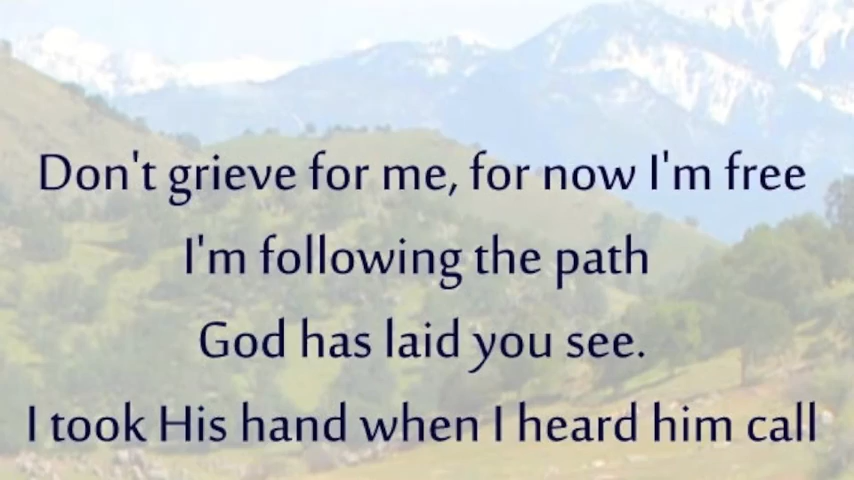 Don't grieve for me, for now I'm free
I'm following the path
God has laid you see.
I took His hand when I heard him call